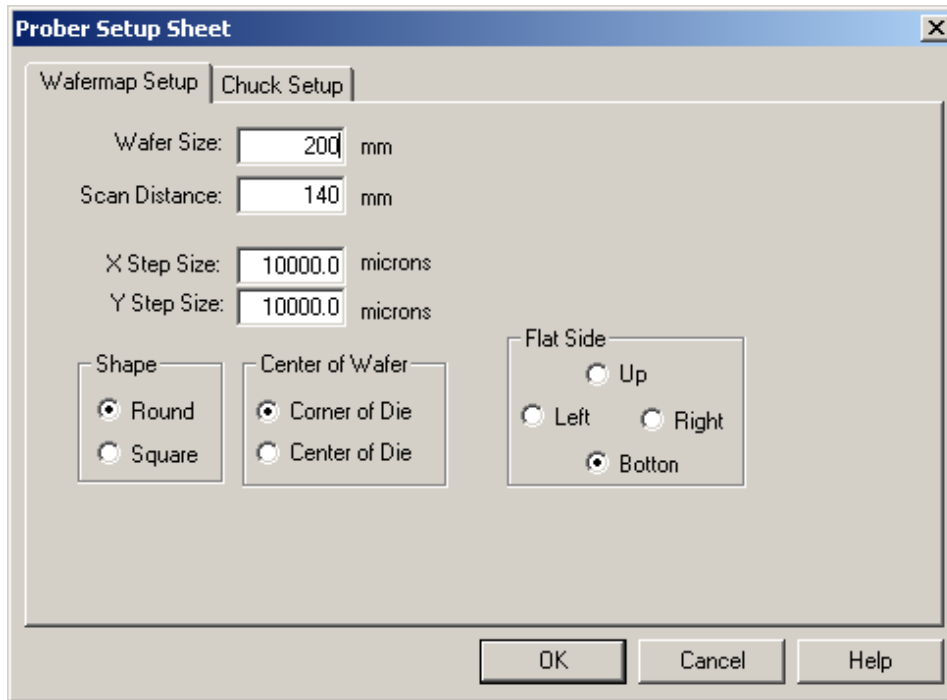 Prober Setup Sheet
Wafermap Setup Chuck Setup
Wafer Size: 200 mm
Scan Distance: 140 mm
X Step Size: 10000.0 microns
Y Step Size: 10000.0 microns
Shape
Round
Square
Center of Wafer
Corner of Die
Center of Die
Flat Side
Up
Left Right
Botton
OK Cancel Help